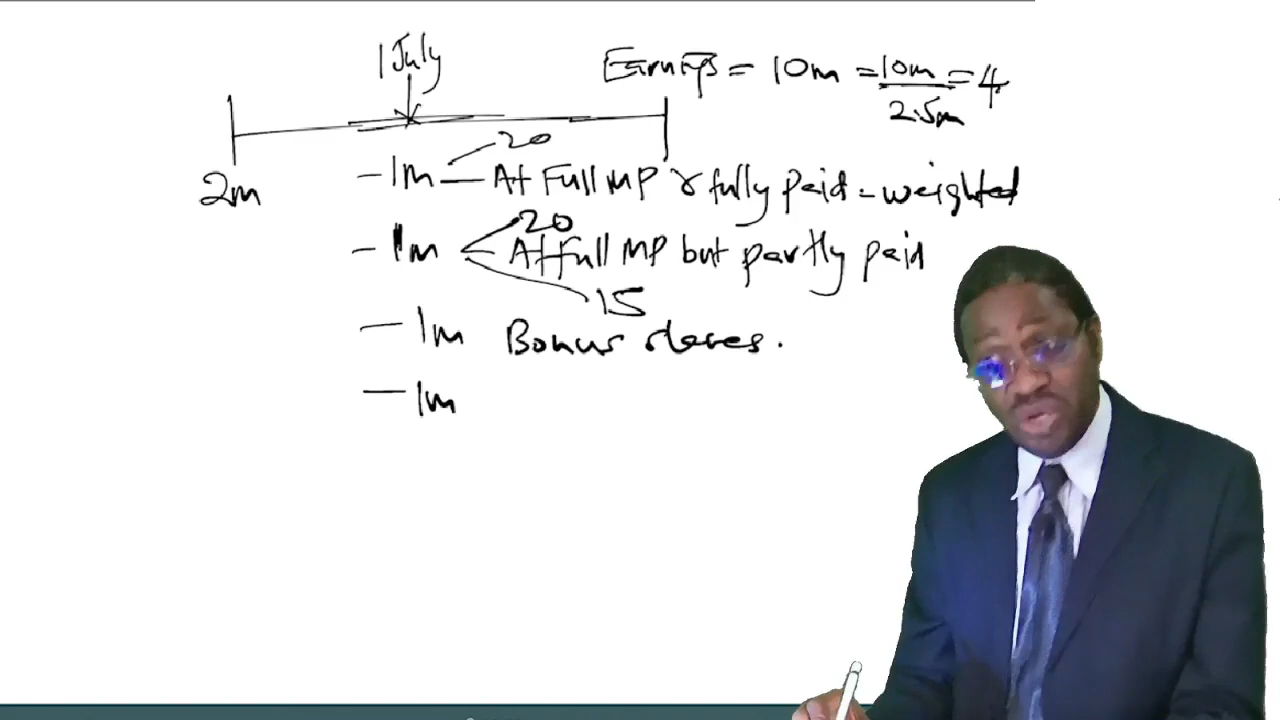 1 July
Earnings = 10m = 10m / 2.5m = 4
2m
20
- 1m - At Full MP & fully paid = weighted
20
- 1m - At full MP but partly paid
15
- 1m Bonus shares.
- 1m